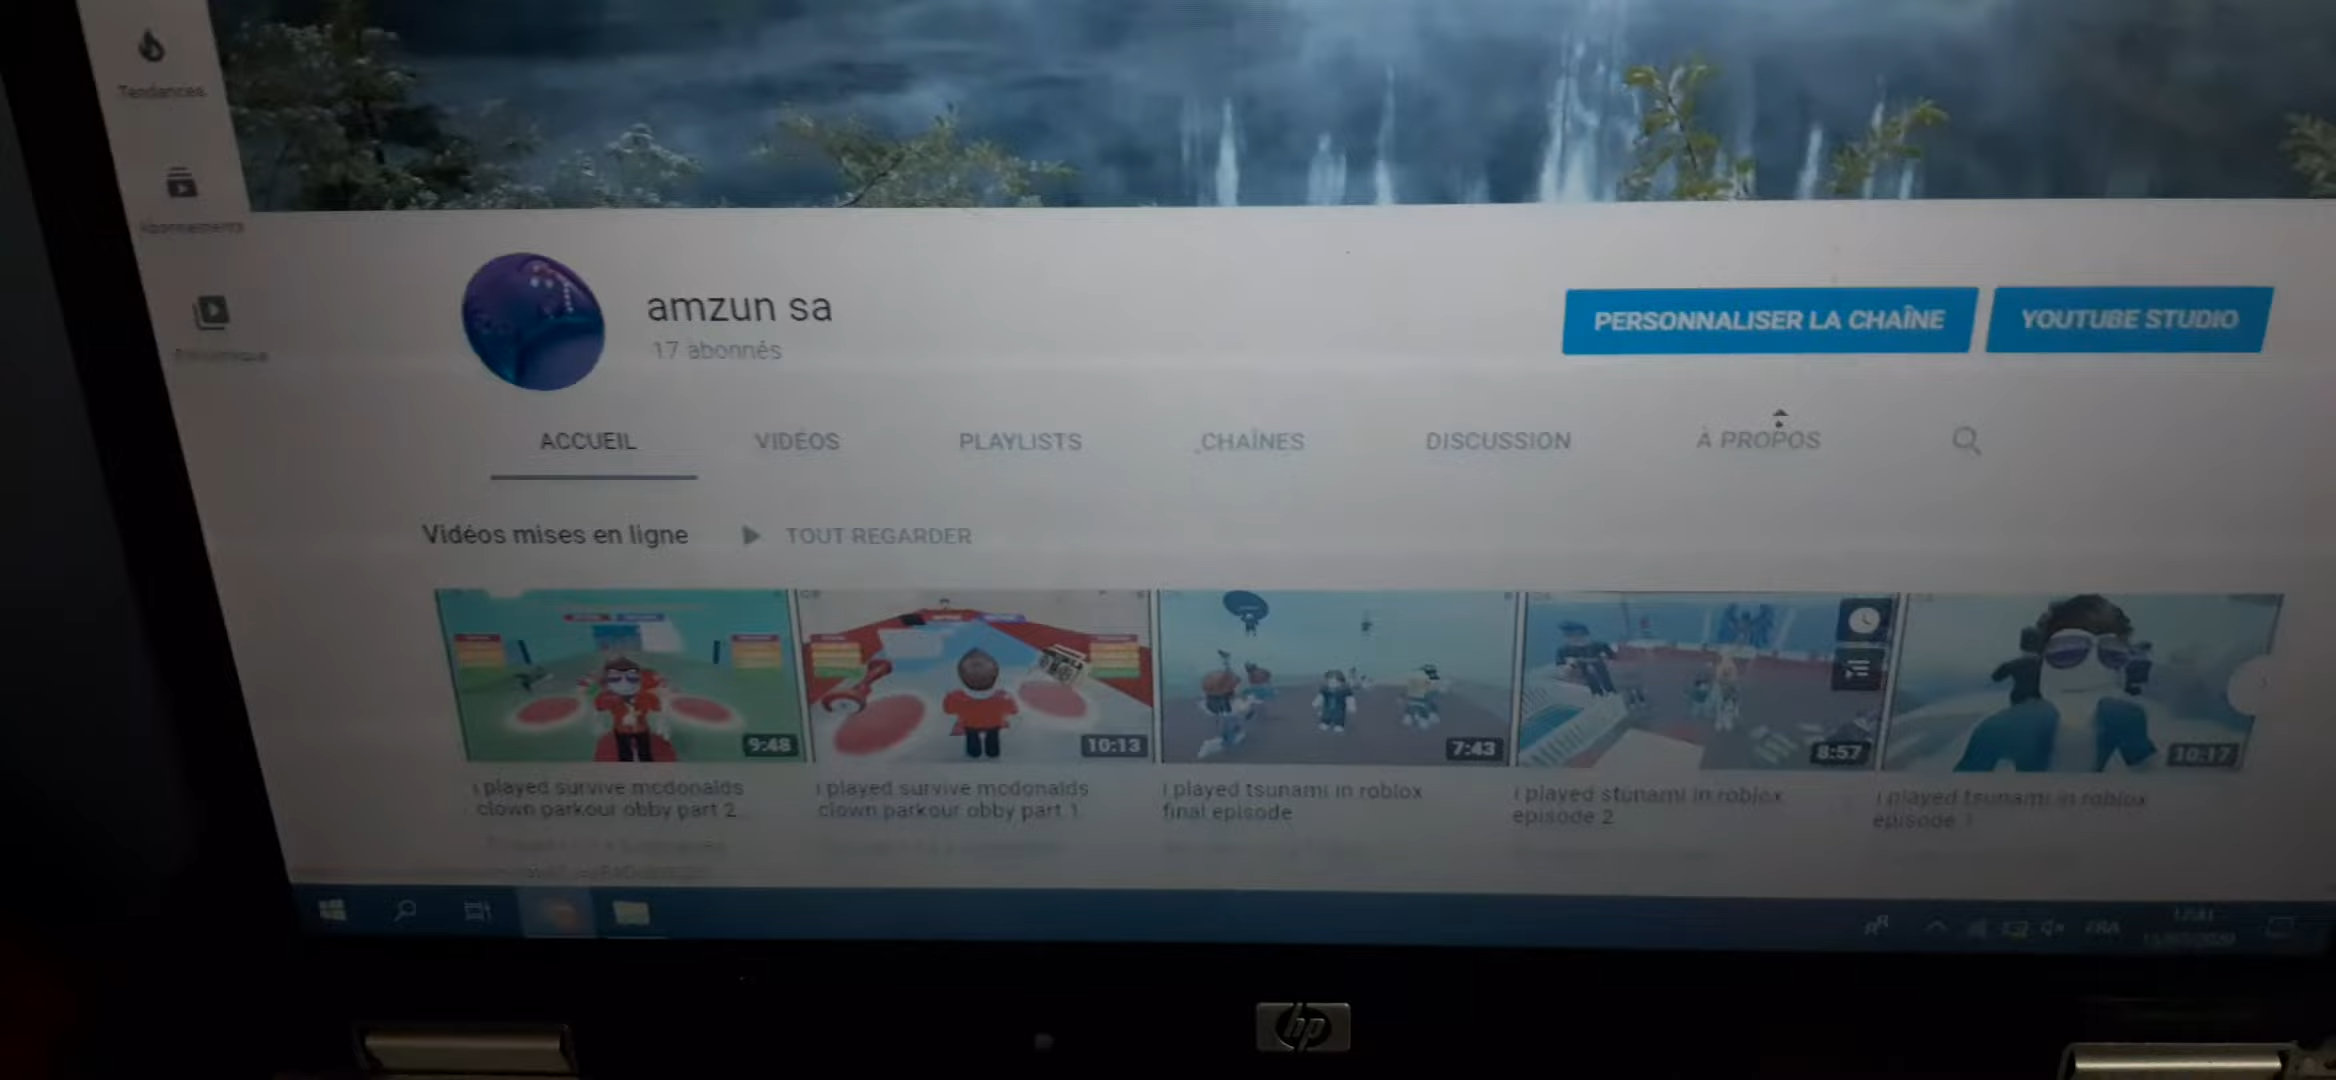 Tendances
Abonnements
amzun sa
17 abonnés
PERSONNALISER LA CHAÎNE
YOUTUBE STUDIO
ACCUEIL
VIDÉOS
PLAYLISTS
CHAÎNES
DISCUSSION
À PROPOS
Vidéos mises en ligne
TOUT REGARDER
9:48
10:13
7:43
8:57
10:17
i played survive mcdonalds
clown parkour obby part 2
i played survive mcdonalds
clown parkour obby part 1
i played tsunami in roblox
final episode
i played stunami in roblox
episode 2
i played tsunami in roblox
episode 1
FRA
hp